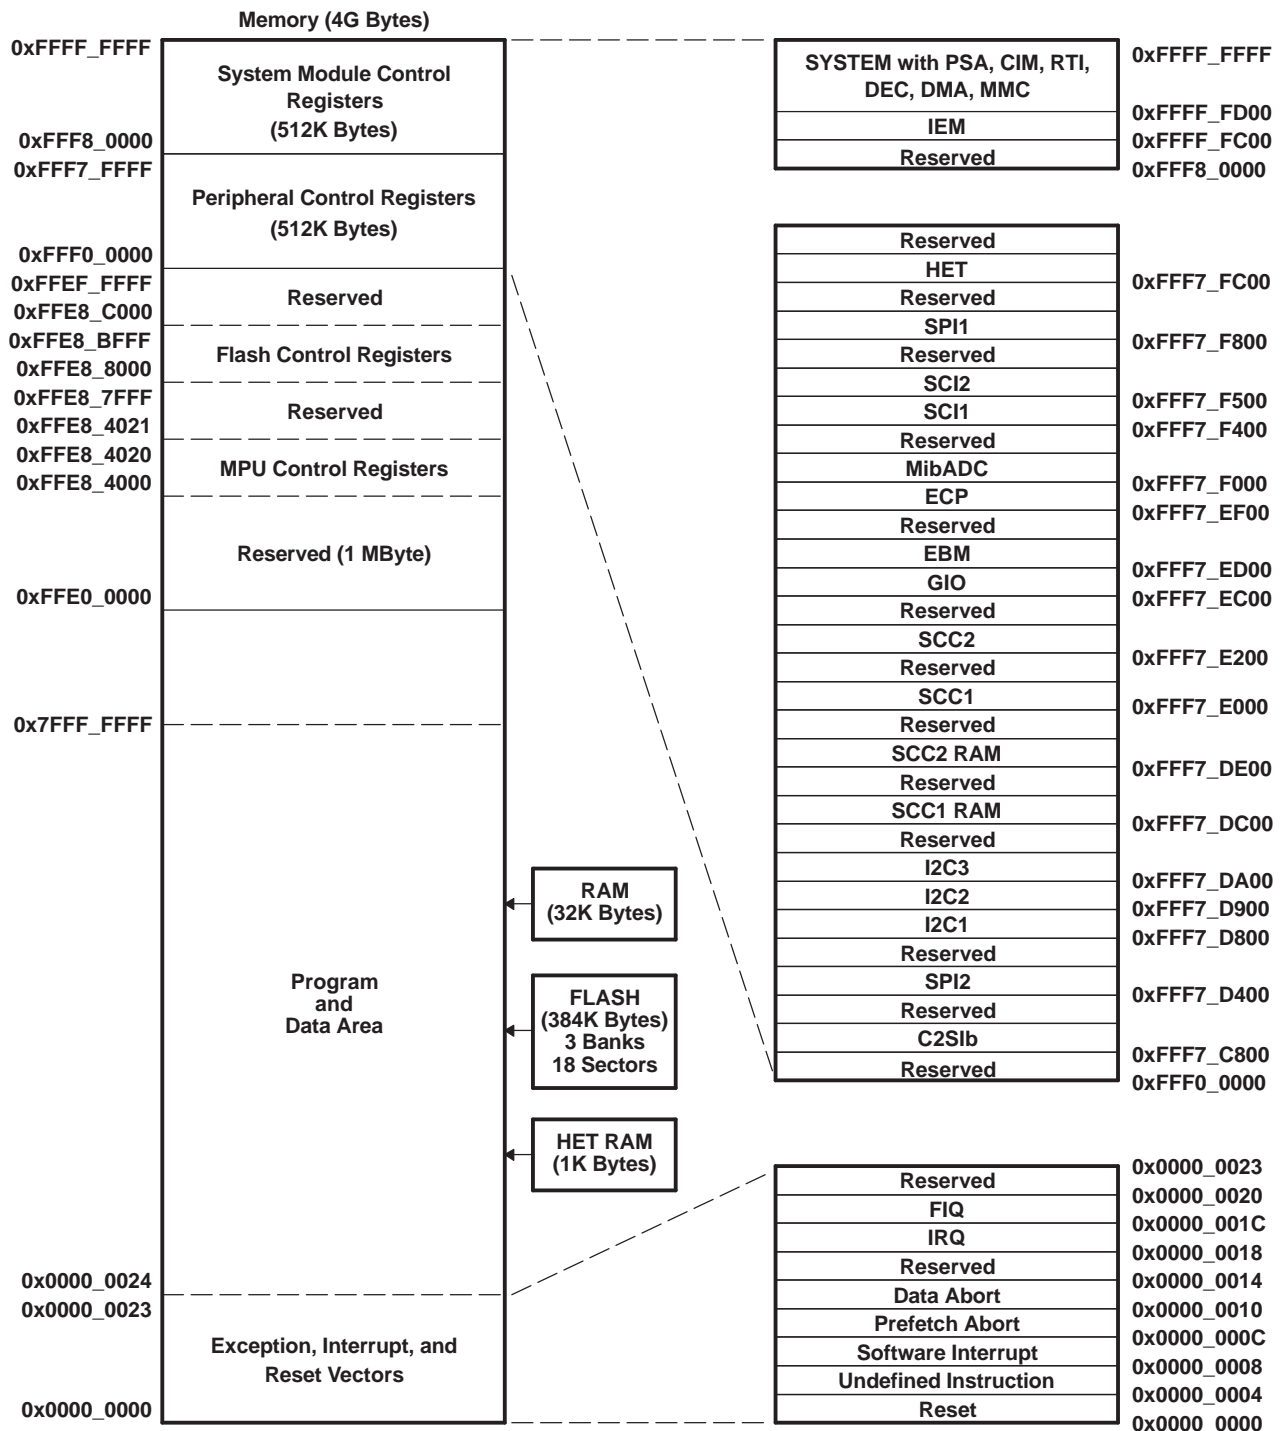 Memory (4G Bytes)
0xFFFF_FFFF
System Module Control
Registers
(512K Bytes)
0xFFF8_0000
0xFFF7_FFFF
Peripheral Control Registers
(512K Bytes)
0xFFF0_0000
0xFFEF_FFFF
Reserved
0xFFE8_C000
0xFFE8_BFFF
Flash Control Registers
0xFFE8_8000
0xFFE8_7FFF
Reserved
0xFFE8_4021
0xFFE8_4020
MPU Control Registers
0xFFE8_4000
Reserved (1 MByte)
0xFFE0_0000
0x7FFF_FFFF
Program
and
Data Area
0x0000_0024
0x0000_0023
Exception, Interrupt, and
Reset Vectors
0x0000_0000
RAM
(32K Bytes)
FLASH
(384K Bytes)
3 Banks
18 Sectors
HET RAM
(1K Bytes)
SYSTEM with PSA, CIM, RTI,
DEC, DMA, MMC
0xFFFF_FFFF
0xFFFF_FD00
IEM
0xFFFF_FC00
Reserved
0xFFF8_0000
Reserved
HET
0xFFF7_FC00
Reserved
SPI1
0xFFF7_F800
Reserved
SCI2
0xFFF7_F500
SCI1
0xFFF7_F400
Reserved
MibADC
0xFFF7_F000
ECP
0xFFF7_EF00
Reserved
EBM
0xFFF7_ED00
GIO
0xFFF7_EC00
Reserved
SCC2
0xFFF7_E200
Reserved
SCC1
0xFFF7_E000
Reserved
SCC2 RAM
0xFFF7_DE00
Reserved
SCC1 RAM
0xFFF7_DC00
Reserved
I2C3
0xFFF7_DA00
I2C2
0xFFF7_D900
I2C1
0xFFF7_D800
Reserved
SPI2
0xFFF7_D400
Reserved
C2SIb
0xFFF7_C800
Reserved
0xFFF0_0000
0x0000_0023
Reserved
0x0000_0020
FIQ
0x0000_001C
IRQ
0x0000_0018
Reserved
0x0000_0014
Data Abort
0x0000_0010
Prefetch Abort
0x0000_000C
Software Interrupt
0x0000_0008
Undefined Instruction
0x0000_0004
Reset
0x0000_0000